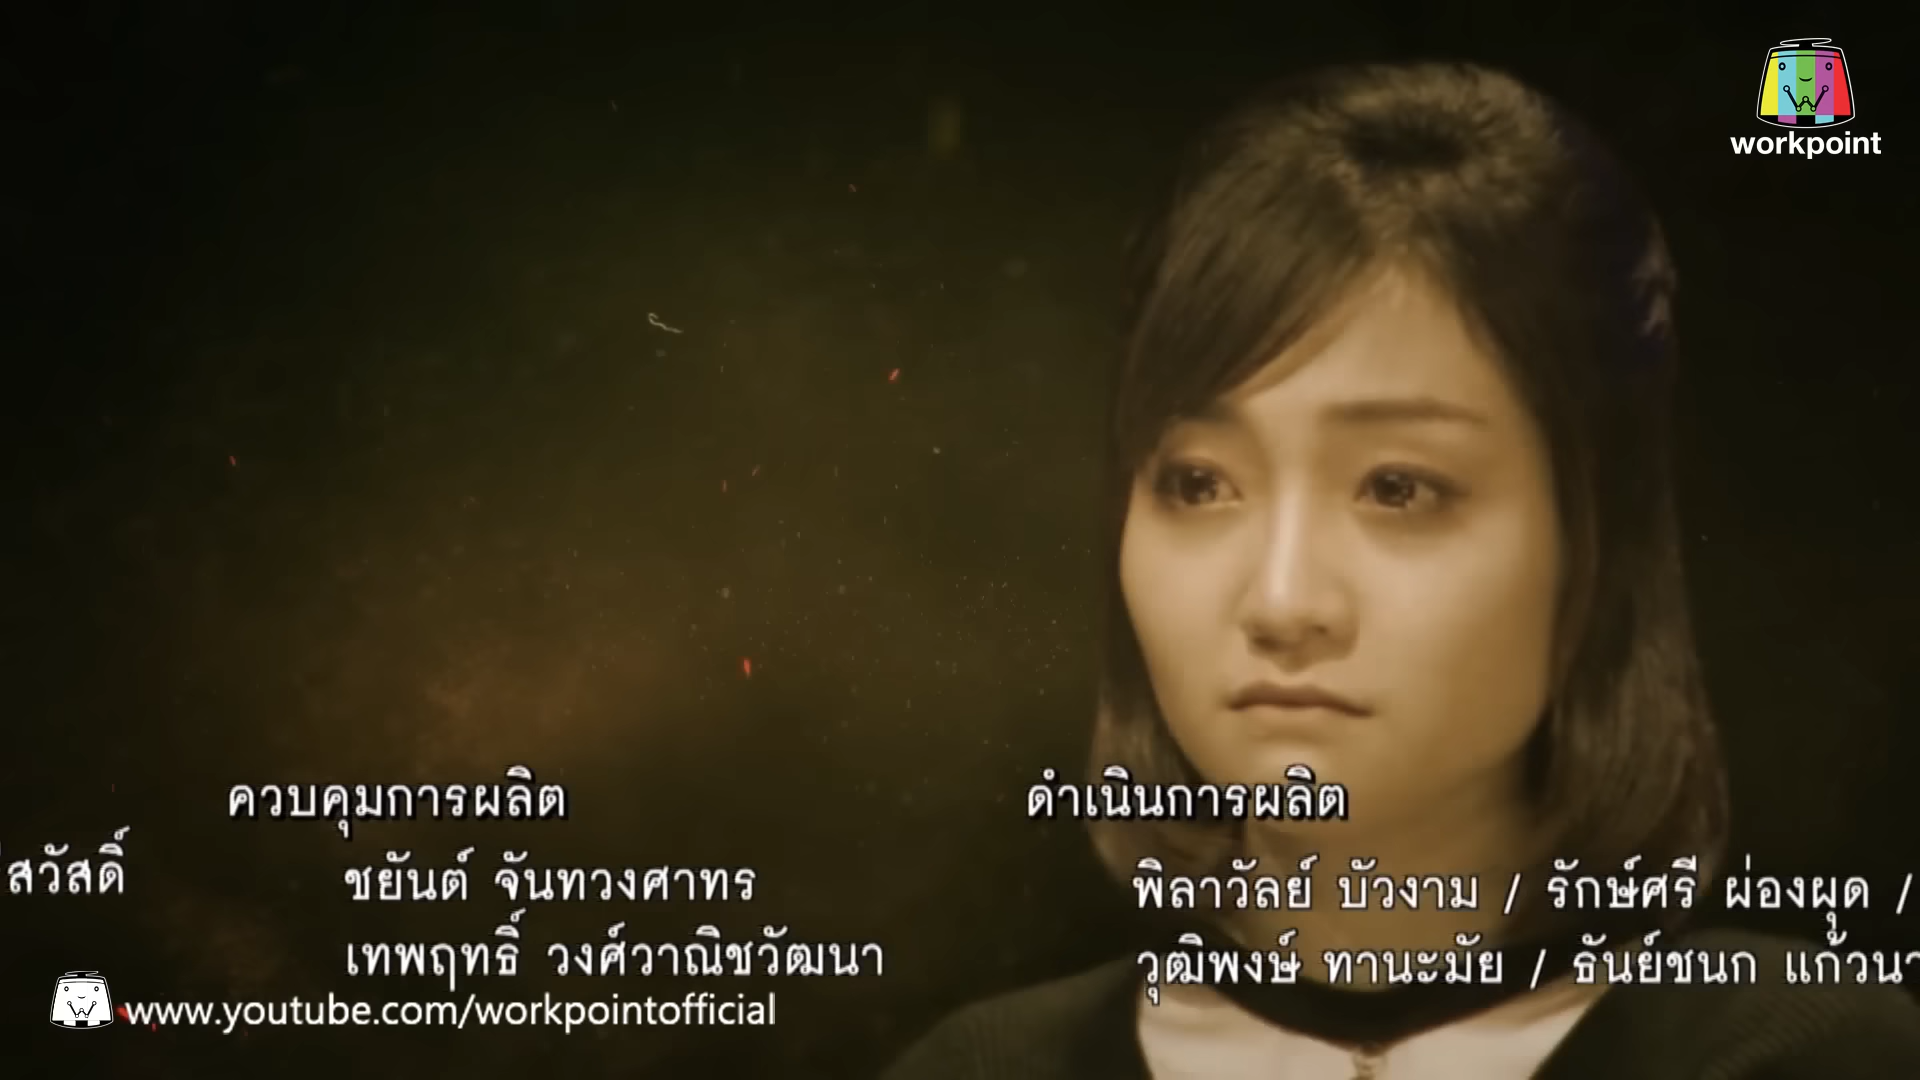 workpoint
ควบคุมการผลิต
ดำเนินการผลิต
สวัสดิ์
ชยันต์ จันทวงศาทร
พิลาวัลย์ บัวงาม / รักษ์ศรี ผ่องผุด /
เทพฤทธิ์ วงศ์วาณิชวัฒนา
วุฒิพงษ์ ทานะมัย / ธันย์ชนก แก้วนา
www.youtube.com/workpointofficial